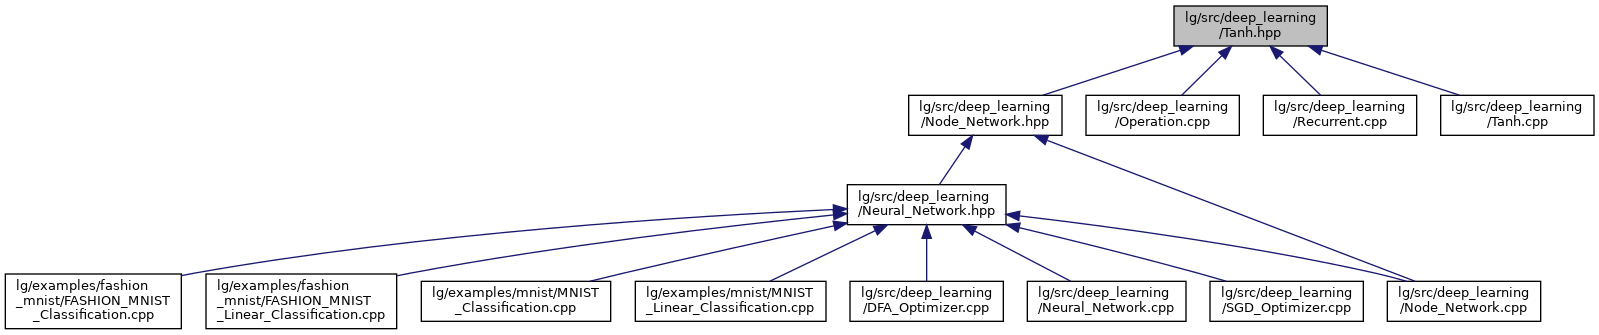 lg/src/deep_learning
/Tanh.hpp
lg/src/deep_learning
/Node_Network.hpp
lg/src/deep_learning
/Operation.cpp
lg/src/deep_learning
/Recurrent.cpp
lg/src/deep_learning
/Tanh.cpp
lg/src/deep_learning
/Neural_Network.hpp
lg/examples/fashion
_mnist/FASHION_MNIST
_Classification.cpp
lg/examples/fashion
_mnist/FASHION_MNIST
_Linear_Classification.cpp
lg/examples/mnist/MNIST
_Classification.cpp
lg/examples/mnist/MNIST
_Linear_Classification.cpp
lg/src/deep_learning
/DFA_Optimizer.cpp
lg/src/deep_learning
/Neural_Network.cpp
lg/src/deep_learning
/SGD_Optimizer.cpp
lg/src/deep_learning
/Node_Network.cpp